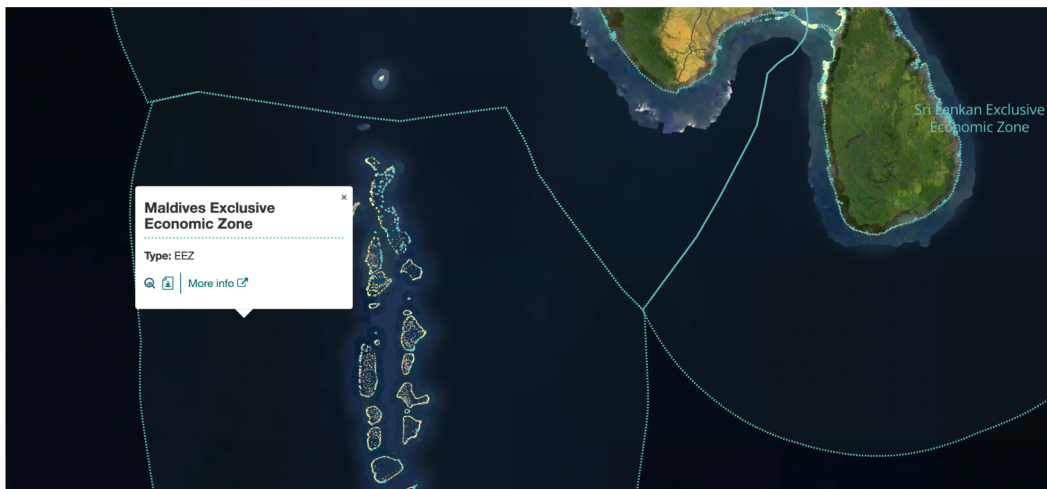 Sri Lankan Exclusive
Economic Zone
×
Maldives Exclusive
Economic Zone
Type: EEZ
More info